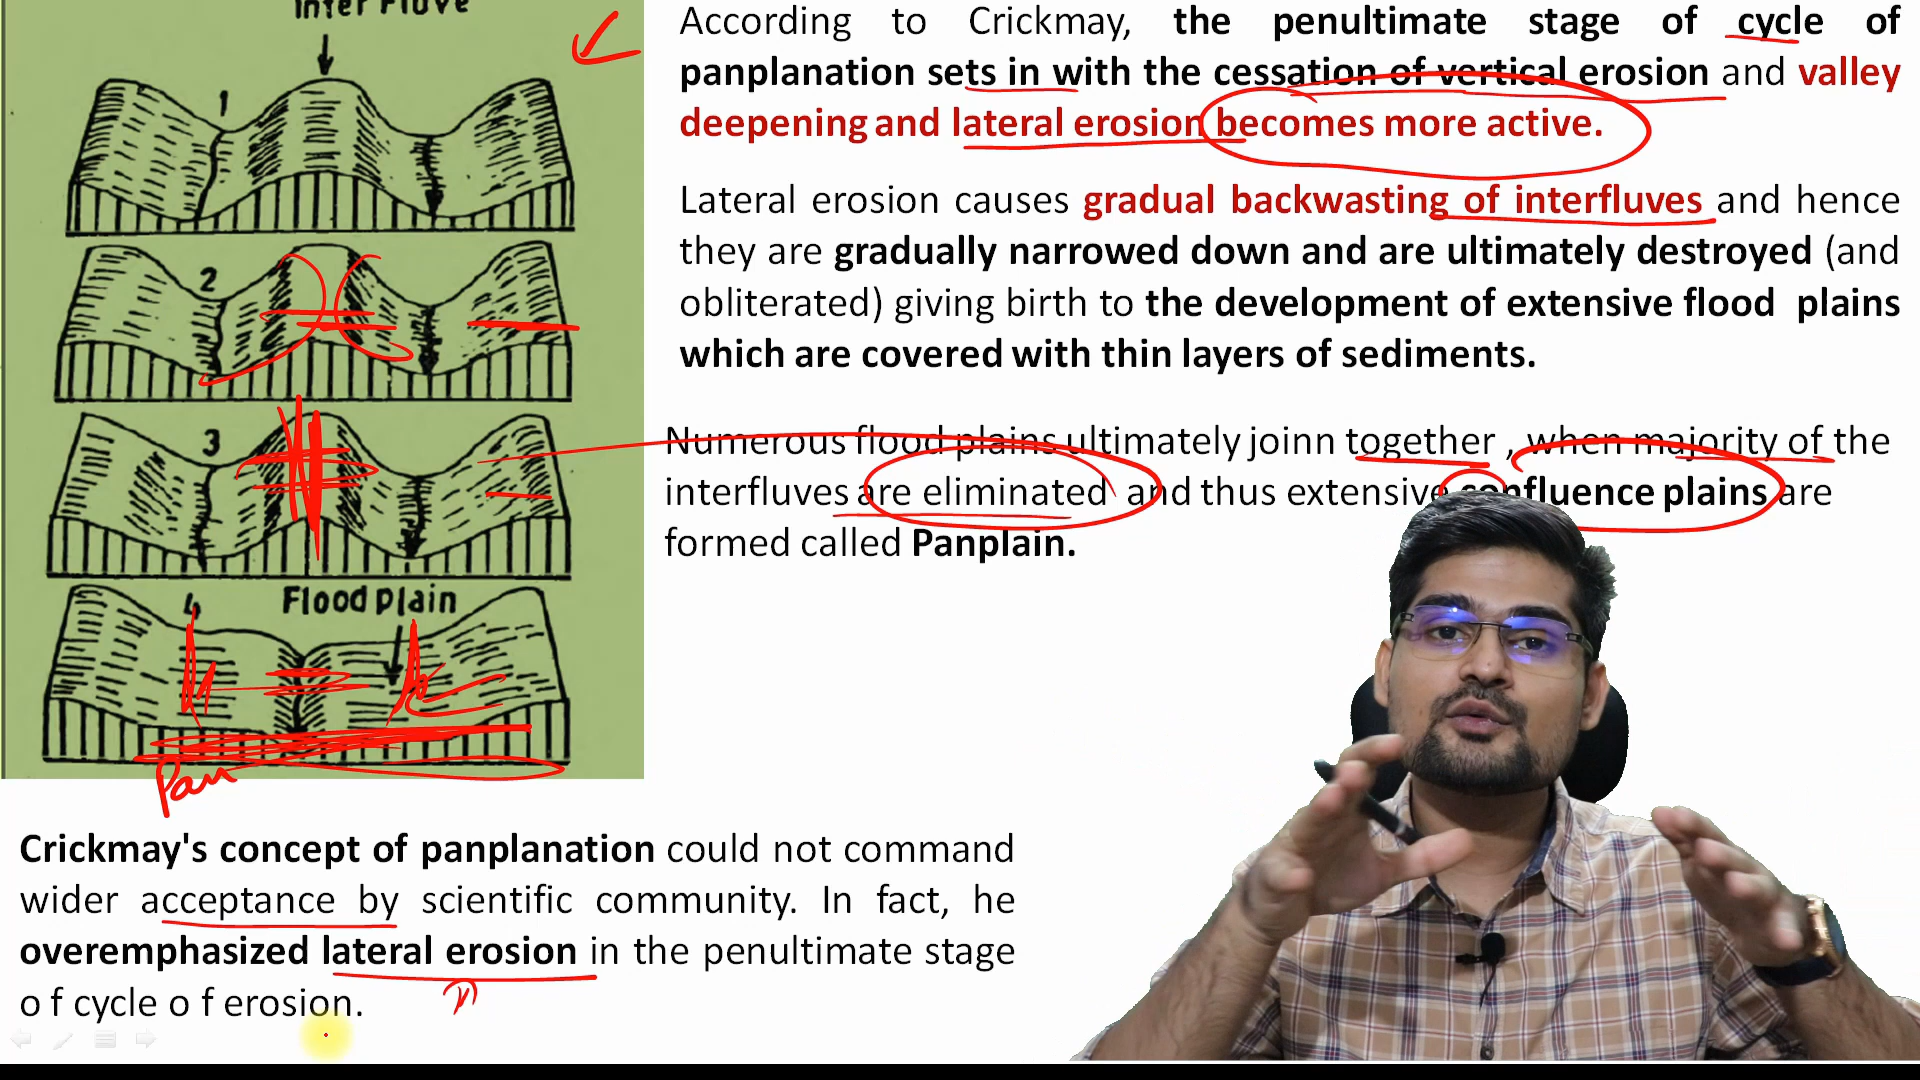 Inter Fluve
1
2
3
4
Flood Plain
Pan
According to Crickmay, the penultimate stage of cycle of
panplanation sets in with the cessation of vertical erosion and valley
deepening and lateral erosion becomes more active.
Lateral erosion causes gradual backwasting of interfluves and hence
they are gradually narrowed down and are ultimately destroyed (and
obliterated) giving birth to the development of extensive flood plains
which are covered with thin layers of sediments.
Numerous flood plains ultimately joinn together , when majority of the
interfluves are eliminated and thus extensive confluence plains are
formed called Panplain.
Crickmay's concept of panplanation could not command
wider acceptance by scientific community. In fact, he
overemphasized lateral erosion in the penultimate stage
o f cycle o f erosion.